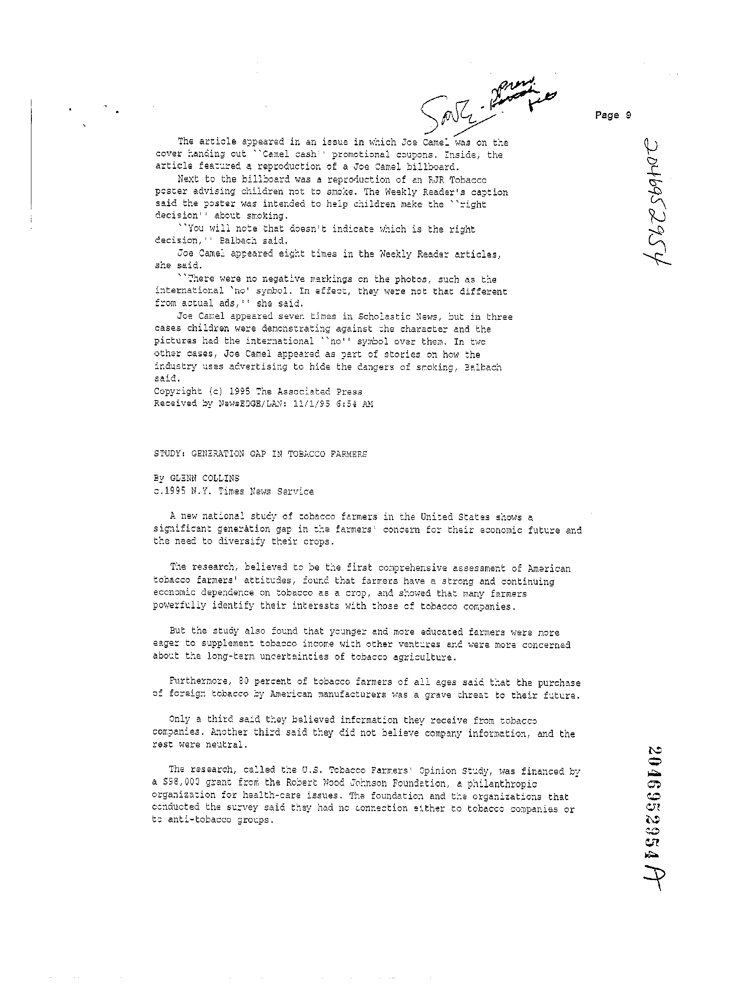 Page 9
2046952954
The article appeared in an issue in which Joe Camel was on the
cover handing out ``Camel cash'' promotional coupons. Inside, the
article featured a reproduction of a Joe Camel billboard.
Next to the billboard was a reproduction of an RJR Tobacco
poster advising children not to smoke. The Weekly Reader's caption
said the poster was intended to help children make the ``right
decision'' about smoking.
``You will note that doesn't indicate which is the right
decision,'' Balbach said.
Joe Camel appeared eight times in the Weekly Reader articles,
she said.
``There were no negative markings on the photos, such as the
international `no' symbol. In effect, they were not that different
from actual ads,'' she said.
Joe Camel appeared seven times in Scholastic News, but in three
cases children were demonstrating against the character and the
pictures had the international ``no'' symbol over them. In two
other cases, Joe Camel appeared as part of stories on how the
industry uses advertising to hide the dangers of smoking, Balbach
said.
Copyright (c) 1995 The Associated Press
Received by NewsEDGE/LAN: 11/1/95 6:54 AM
STUDY: GENERATION GAP IN TOBACCO FARMERS
By GLENN COLLINS
c.1995 N.Y. Times News Service
A new national study of tobacco farmers in the United States shows a
significant generation gap in the farmers' concern for their economic future and
the need to diversify their crops.
The research, believed to be the first comprehensive assessment of American
tobacco farmers' attitudes, found that farmers have a strong and continuing
economic dependence on tobacco as a crop, and showed that many farmers
powerfully identify their interests with those of tobacco companies.
But the study also found that younger and more educated farmers were more
eager to supplement tobacco income with other ventures and were more concerned
about the long-term uncertainties of tobacco agriculture.
Furthermore, 80 percent of tobacco farmers of all ages said that the purchase
of foreign tobacco by American manufacturers was a grave threat to their future.
Only a third said they believed information they receive from tobacco
companies. Another third said they did not believe company information, and the
rest were neutral.
The research, called the U.S. Tobacco Farmers' Opinion Study, was financed by
a $98,000 grant from the Robert Wood Johnson Foundation, a philanthropic
organization for health-care issues. The foundation and the organizations that
conducted the survey said they had no connection either to tobacco companies or
to anti-tobacco groups.
2046952954 A